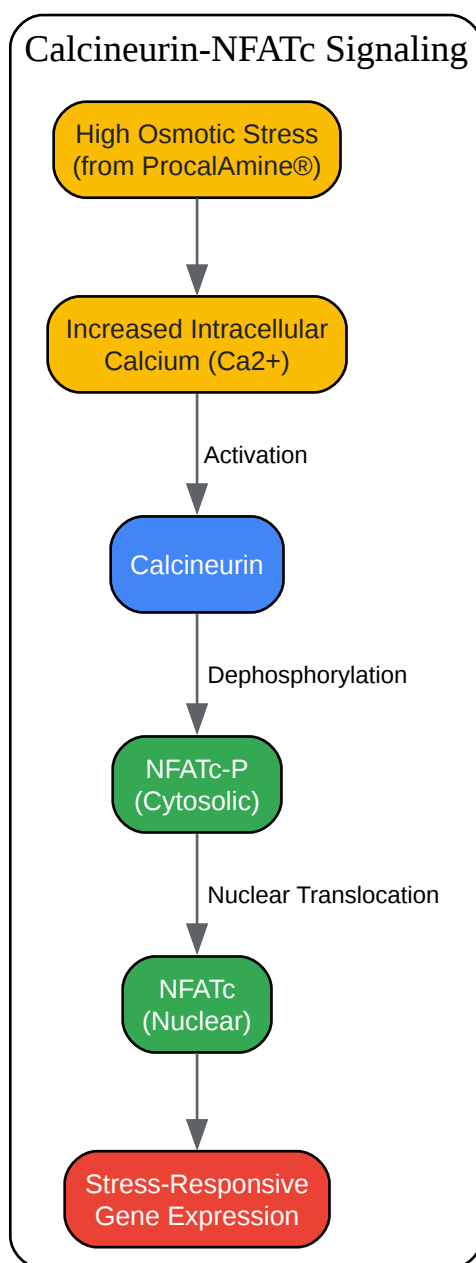 Calcineurin-NFATc Signaling
High Osmotic Stress
(from ProcalAmine®)
Increased Intracellular
Calcium (Ca2+)
Activation
Calcineurin
Dephosphorylation
NFATc-P
(Cytosolic)
Nuclear Translocation
NFATc
(Nuclear)
Stress-Responsive
Gene Expression